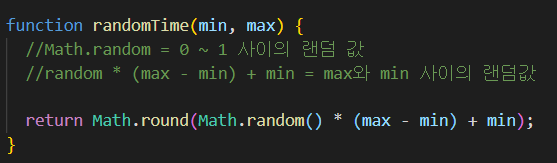 function randomTime(min, max) {
//Math.random = 0 ~ 1 사이의 랜덤 값
//random * (max - min) + min = max와 min 사이의 랜덤값
return Math.round(Math.random() * (max - min) + min);
}